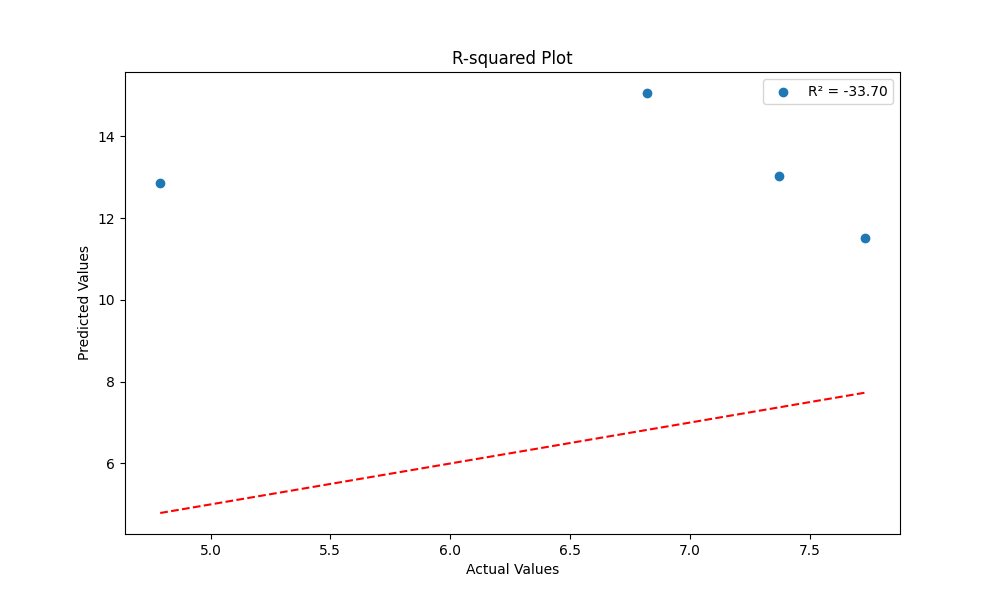 R-squared Plot
R² = -33.70
14
12
10
8
6
Predicted Values
5.0
5.5
6.0
6.5
7.0
7.5
Actual Values